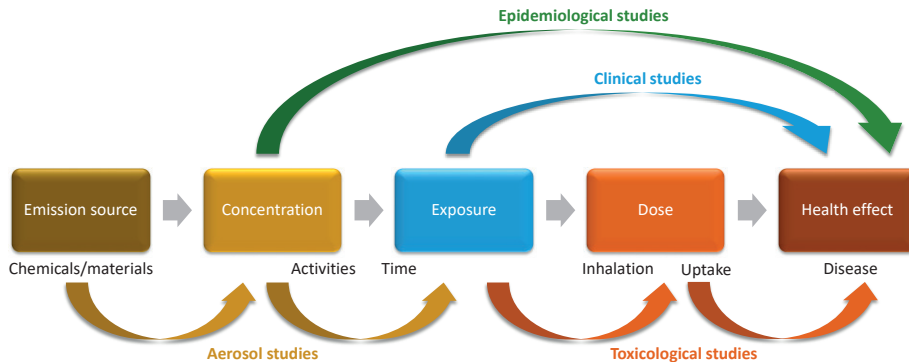 Epidemiological studies
Clinical studies
Emission source
Concentration
Exposure
Dose
Health effect
Chemicals/materials
Activities
Time
Inhalation
Uptake
Disease
Aerosol studies
Toxicological studies